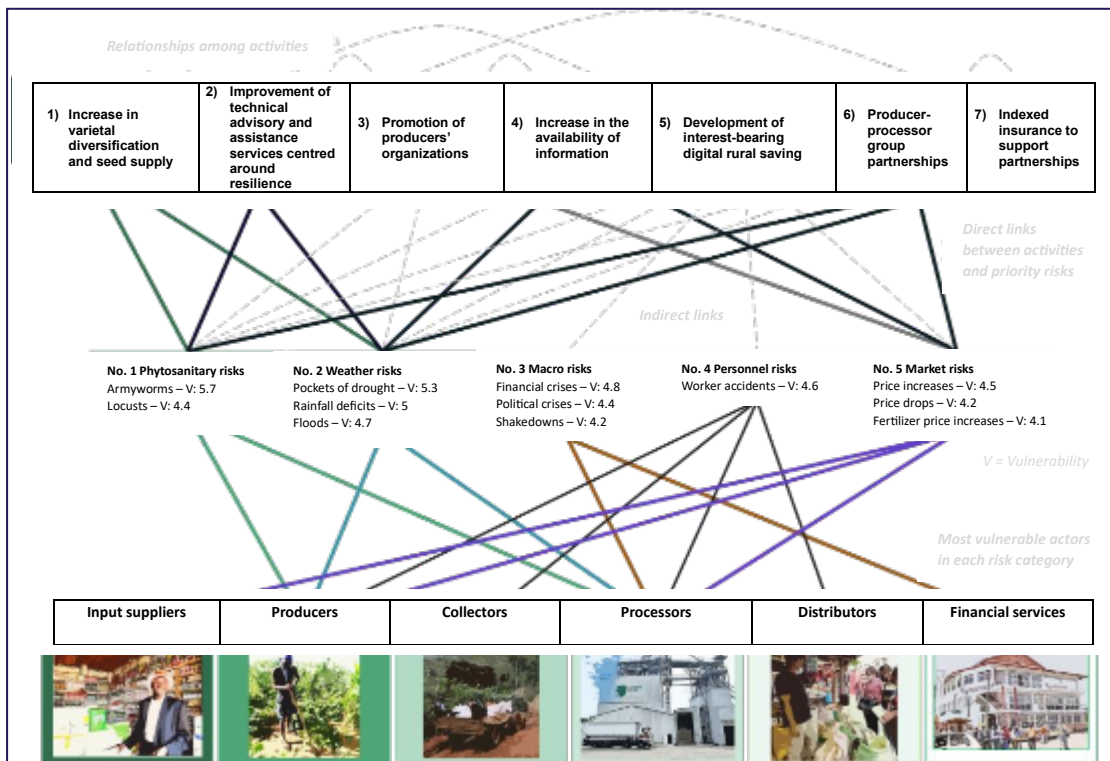 Relationships among activities
1) Increase in
varietal
diversification
and seed supply
2) Improvement of
technical
advisory and
assistance
services centred
around
resilience
3) Promotion of
producers'
organizations
4) Increase in the
availability of
information
5) Development of
interest-bearing
digital rural saving
6) Producer-
processor
group
partnerships
7) Indexed
insurance to
support
partnerships
Direct links
between activities
and priority risks
Indirect links
No. 1 Phytosanitary risks
Armyworms – V: 5.7
Locusts – V: 4.4
No. 2 Weather risks
Pockets of drought – V: 5.3
Rainfall deficits – V: 5
Floods – V: 4.7
No. 3 Macro risks
Financial crises – V: 4.8
Political crises – V: 4.4
Shakedowns – V: 4.2
No. 4 Personnel risks
Worker accidents – V: 4.6
No. 5 Market risks
Price increases – V: 4.5
Price drops – V: 4.2
Fertilizer price increases – V: 4.1
V = Vulnerability
Most vulnerable actors
in each risk category
Input suppliers
Producers
Collectors
Processors
Distributors
Financial services